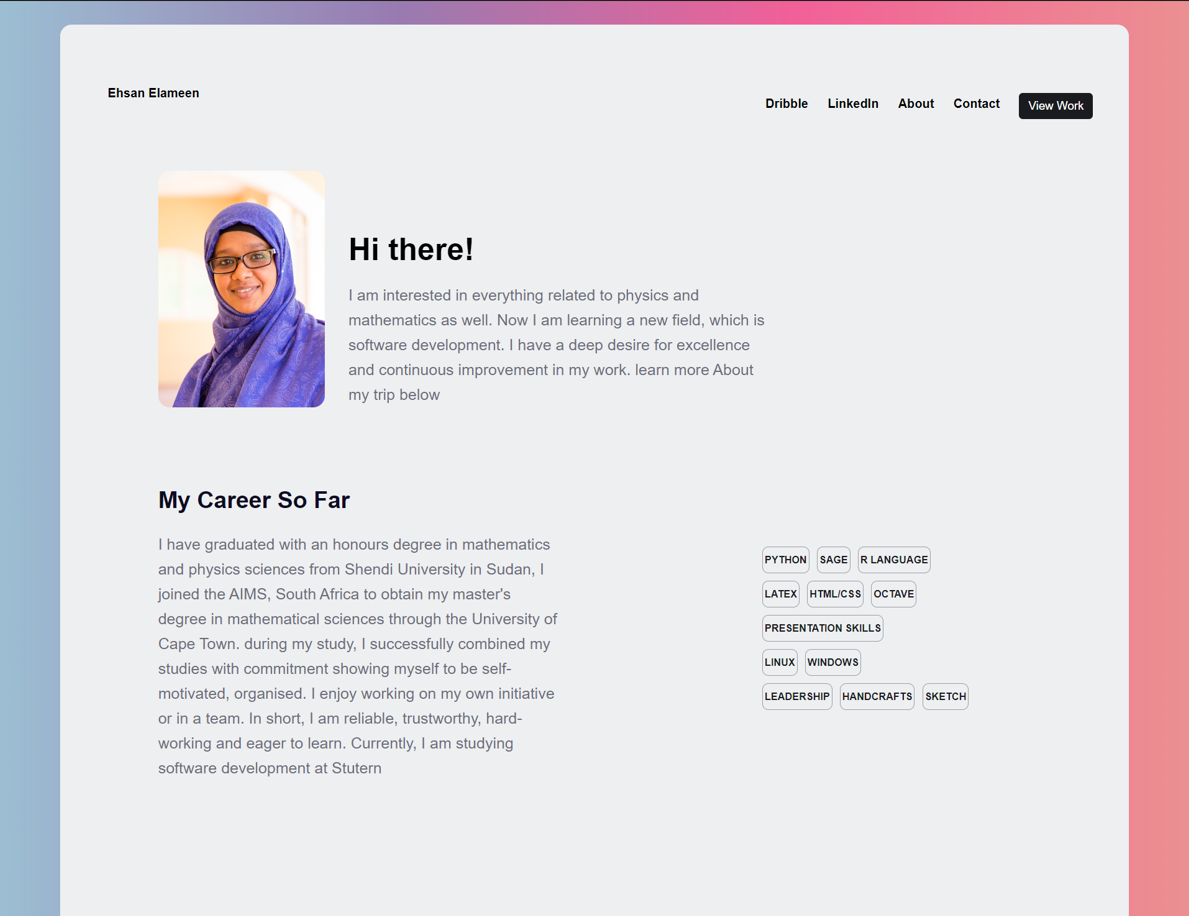 Ehsan Elameen
Dribble LinkedIn About Contact View Work
Hi there!
I am interested in everything related to physics and
mathematics as well. Now I am learning a new field, which is
software development. I have a deep desire for excellence
and continuous improvement in my work. learn more About
my trip below
My Career So Far
I have graduated with an honours degree in mathematics
and physics sciences from Shendi University in Sudan, I
joined the AIMS, South Africa to obtain my master's
degree in mathematical sciences through the University of
Cape Town. during my study, I successfully combined my
studies with commitment showing myself to be self-
motivated, organised. I enjoy working on my own initiative
or in a team. In short, I am reliable, trustworthy, hard-
working and eager to learn. Currently, I am studying
software development at Stutern
PYTHON SAGE R LANGUAGE
LATEX HTML/CSS OCTAVE
PRESENTATION SKILLS
LINUX WINDOWS
LEADERSHIP HANDCRAFTS SKETCH